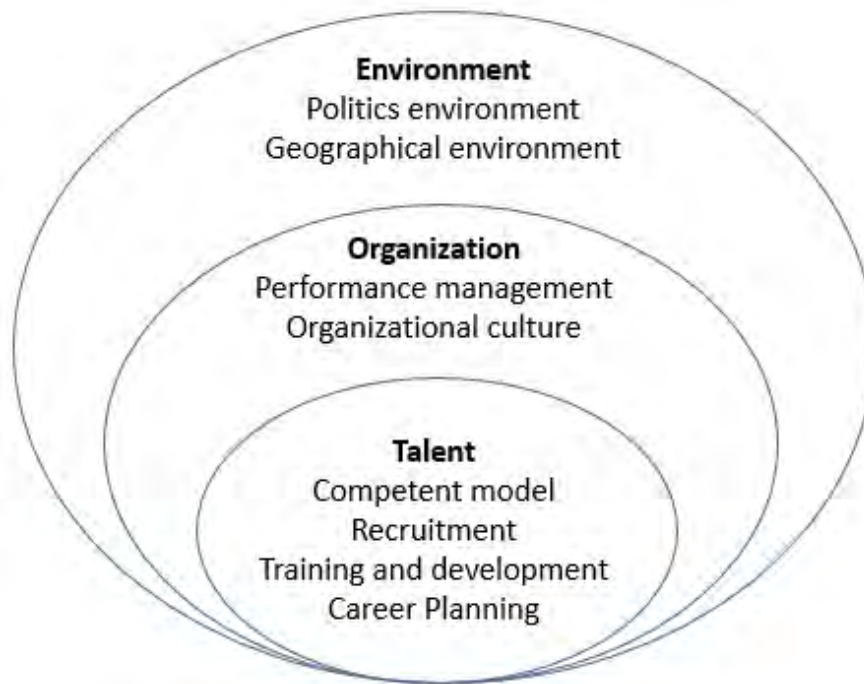 Environment
Politics environment
Geographical environment
Organization
Performance management
Organizational culture
Talent
Competent model
Recruitment
Training and development
Career Planning